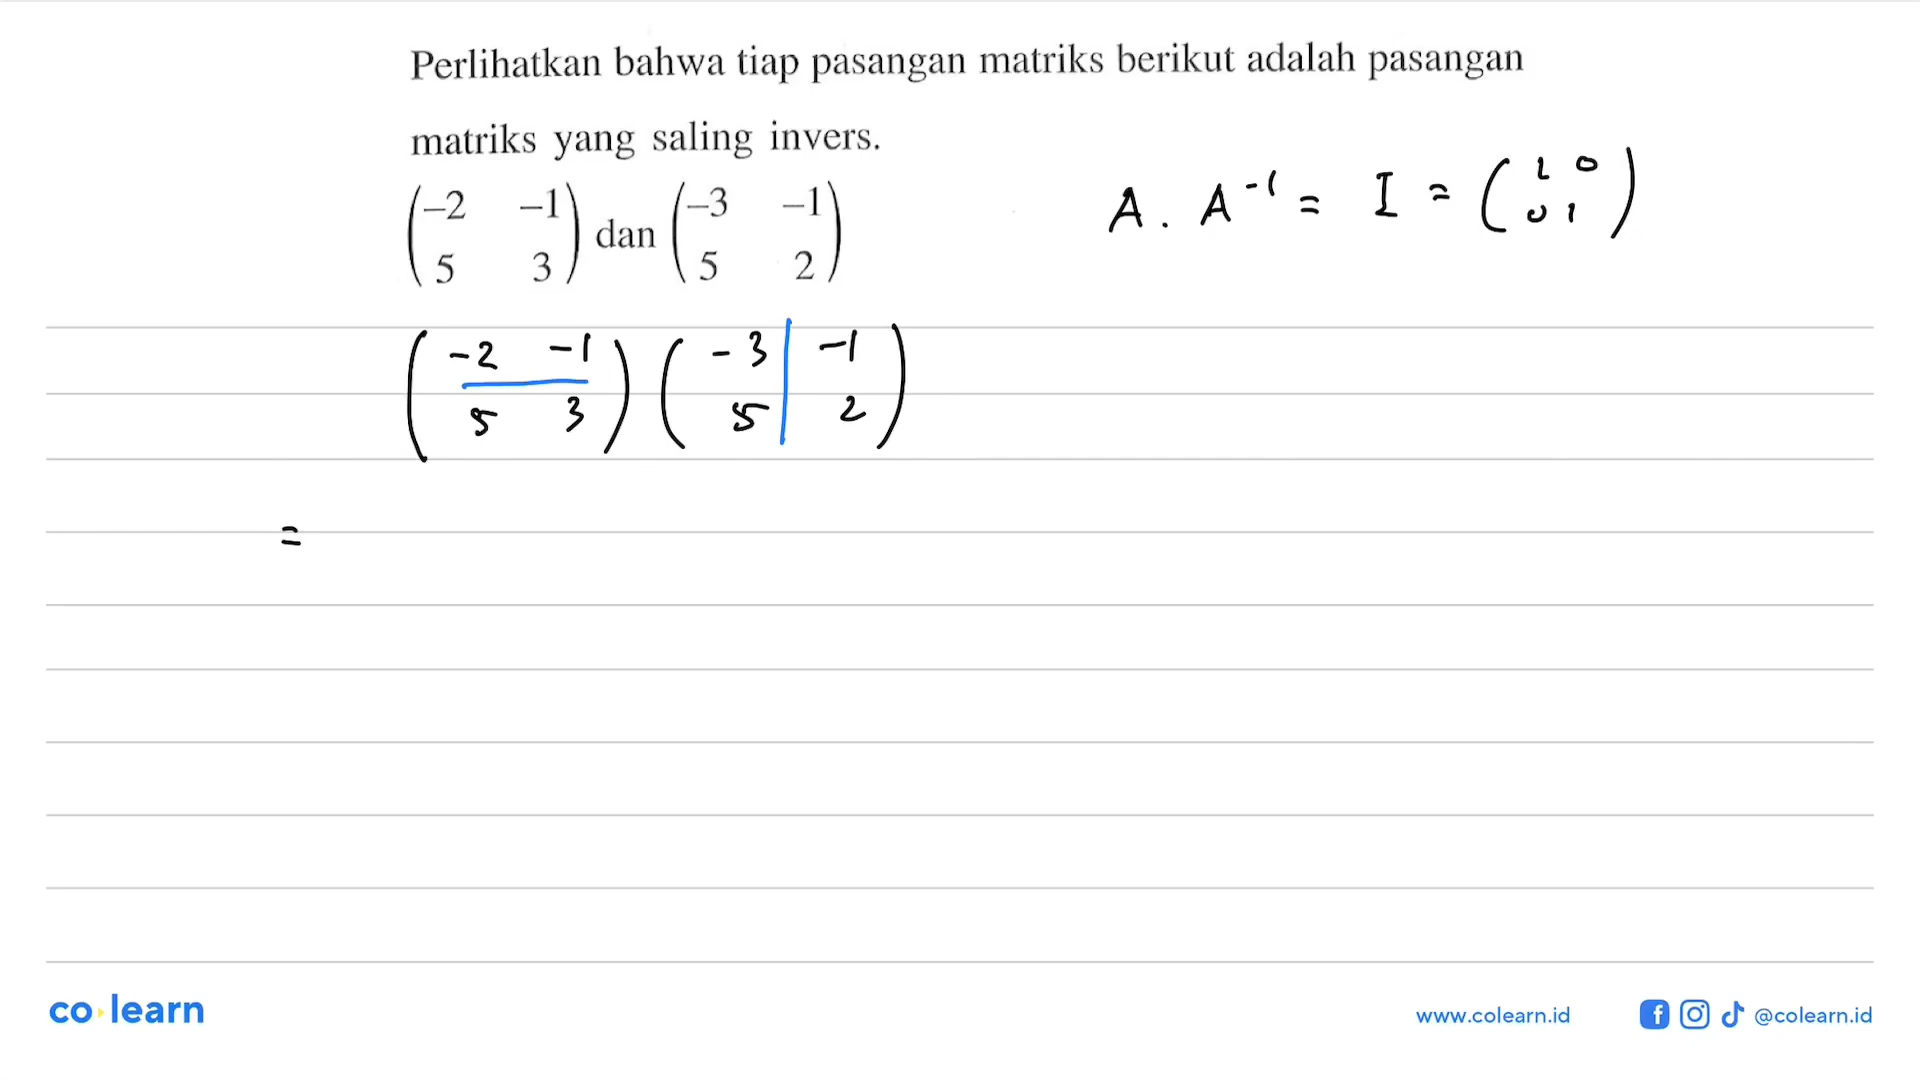 Perlihatkan bahwa tiap pasangan matriks berikut adalah pasangan
matriks yang saling invers.
(–2 –1
5 3) dan (–3 –1
5 2)
A . A⁻¹ = I = (1 0
0 1)
(-2 -1
5 3) (-3 -1
5 2)
=
co learn
www.colearn.id
@colearn.id